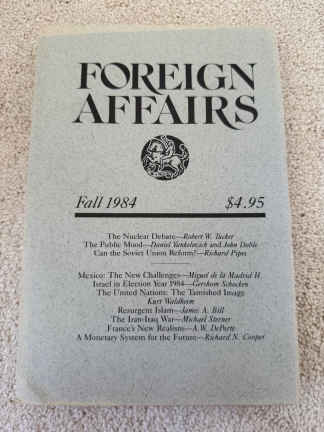 FOREIGN
AFFAIRS
Fall 1984 $4.95
The Nuclear Debate—Robert W. Tucker
The Public Mood—Daniel Yankelovich and John Doble
Can the Soviet Union Reform?—Richard Pipes
Mexico: The New Challenges—Miguel de la Madrid H.
Israel in Election Year 1984—Gershom Schocken
The United Nations: The Tarnished Image
Kurt Waldheim
Resurgent Islam—James A. Bill
The Iran-Iraq War—Michael Sterner
France's New Realism—A.W. DePorte
A Monetary System for the Future—Richard N. Cooper